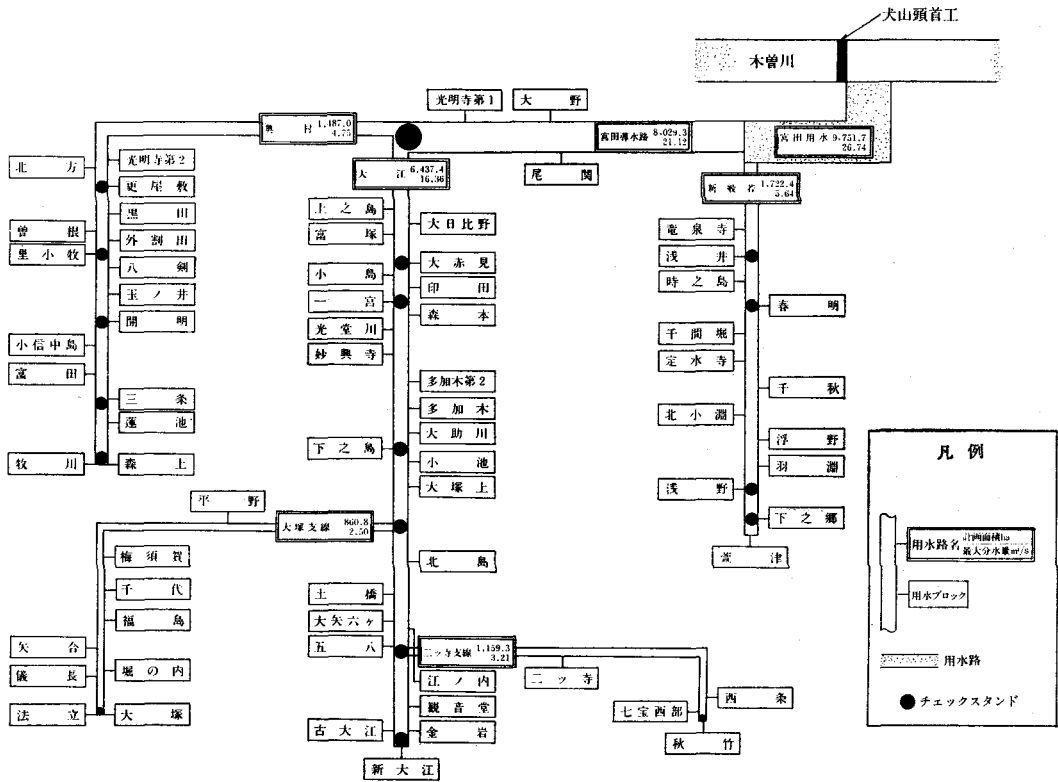 犬山頭首工
木曽川
光明寺第1
大野
奥村 1,487.0
4.75
宮田導水路 8,029.3
21.12
宮田用水 9,751.7
26.74
尾関
大江 6,437.4
16.36
新般若 1,722.4
5.64
北方
光明寺第2
更屋敷
黒田
曽根
外割田
里小牧
八剣
玉ノ井
開明
小信中島
富田
三条
蓮池
牧川
森上
上之島
大日比野
富塚
大赤見
小島
印田
一宮
森本
光堂川
妙興寺
多加木第2
多加木
大助川
下之島
小池
大塚上
竜泉寺
浅井
時之島
春明
千間堀
定水寺
千秋
北小淵
浮野
羽淵
浅野
下之郷
萱津
平野
大塚支線 860.8
2.50
梅須賀
千代
福島
矢合
堀の内
儀長
法立
大塚
北島
土橋
大矢六ヶ
五八
二ッ寺支線 1,159.3
3.21
江ノ内
二ッ寺
観音堂
西条
七宝西部
古大江
金岩
秋竹
新大江
凡例
用水路名 計画面積ha
最大分水量m³/s
用水ブロック
用水路
チェックスタンド